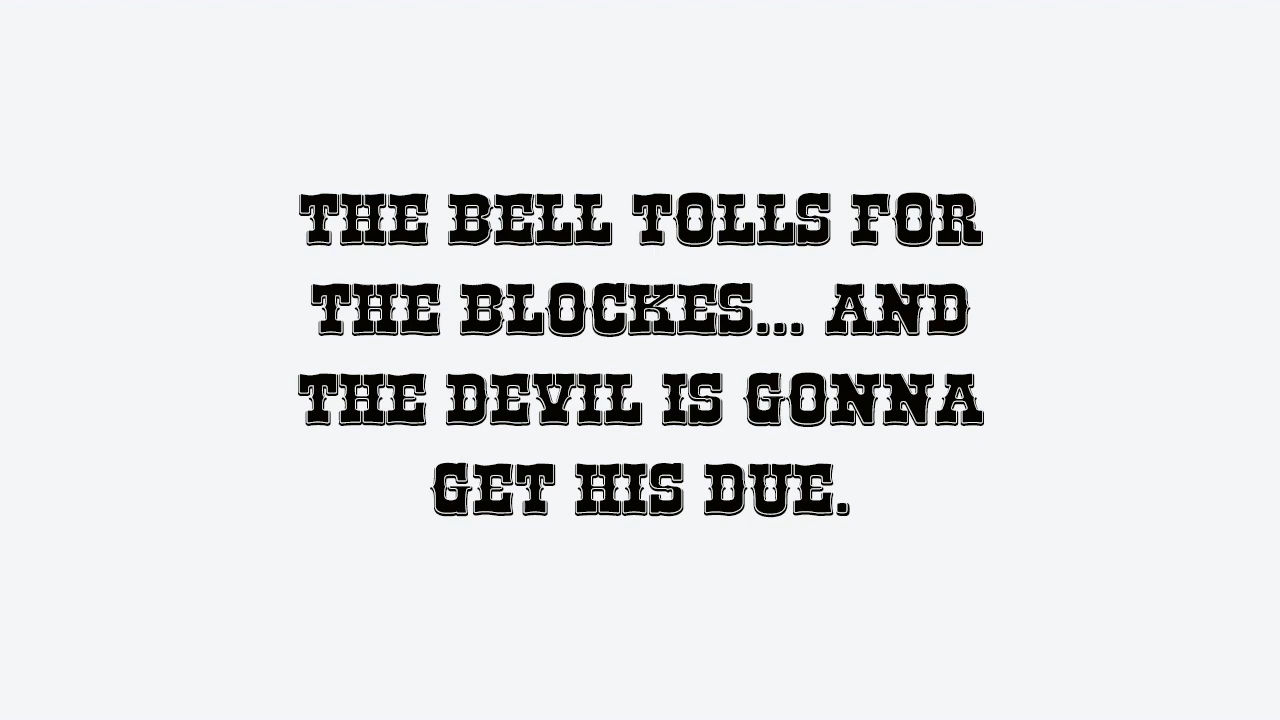 THE BELL TOLLS FOR
THE BLOCKES... AND
THE DEVIL IS GONNA
GET HIS DUE.